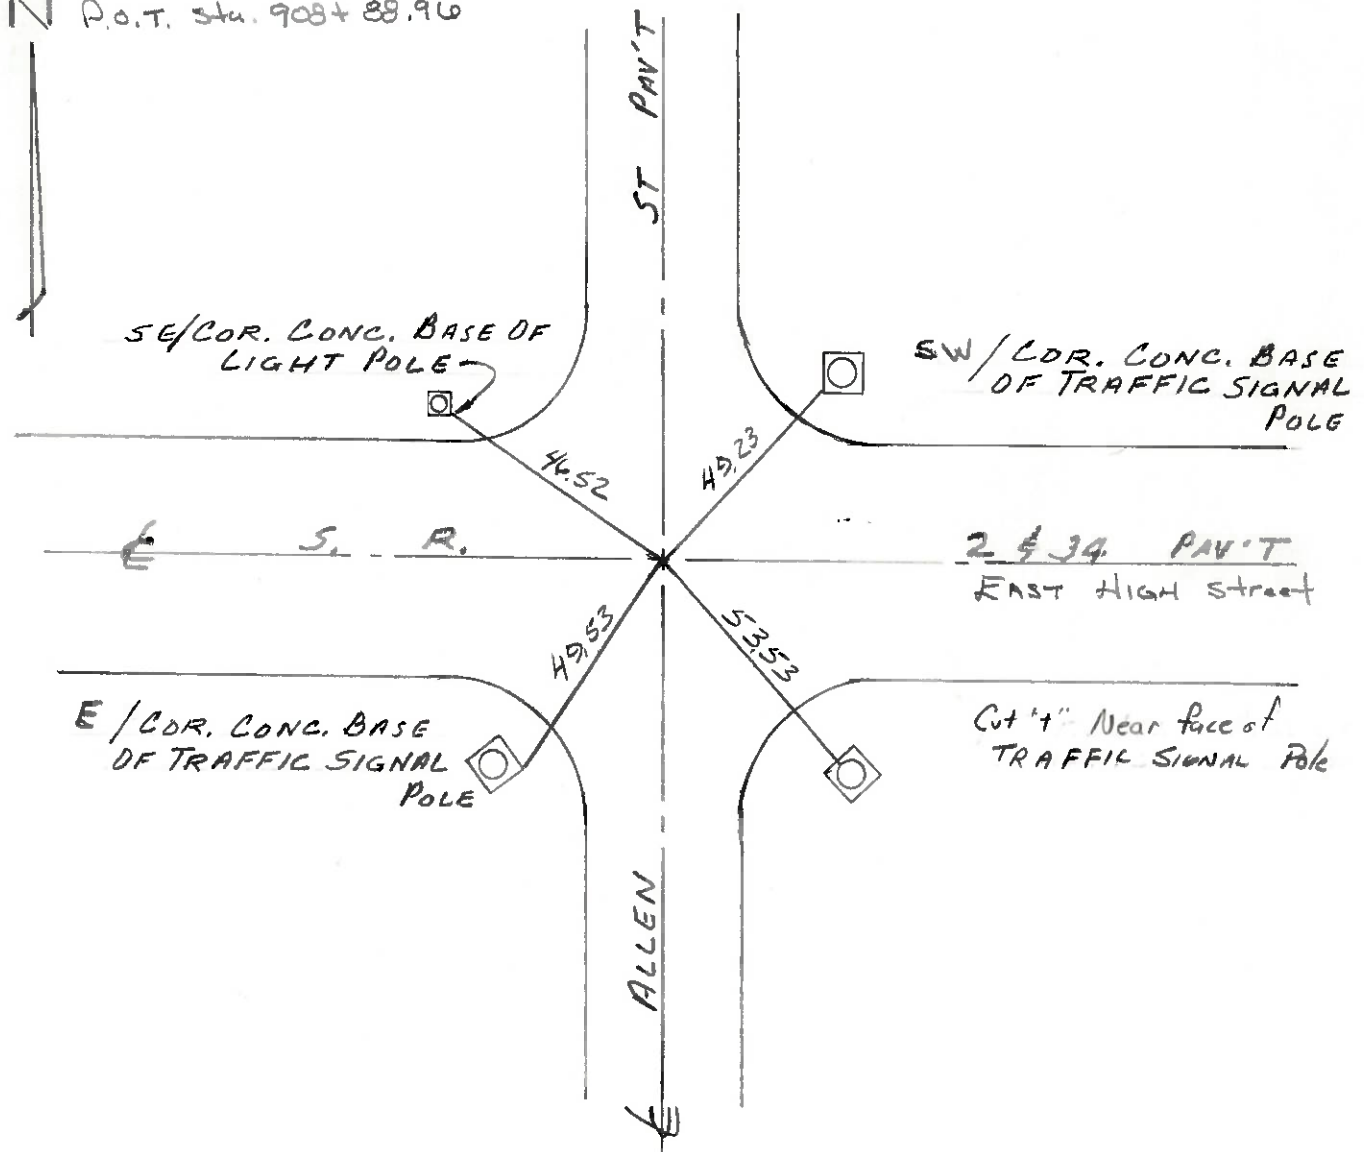 N P.O.T. Sta. 908+ 88.96
ST PAV'T
SE/COR. CONC. BASE OF
LIGHT POLE
SW / COR. CONC. BASE
OF TRAFFIC SIGNAL
POLE
46.52
49.23
℄ S. R. 2 & 34 PAV'T
EAST HIGH Street
49.53
53.53
E / COR. CONC. BASE
OF TRAFFIC SIGNAL
POLE
Cut "+" Near face of
TRAFFIC SIGNAL Pole
ALLEN
℄